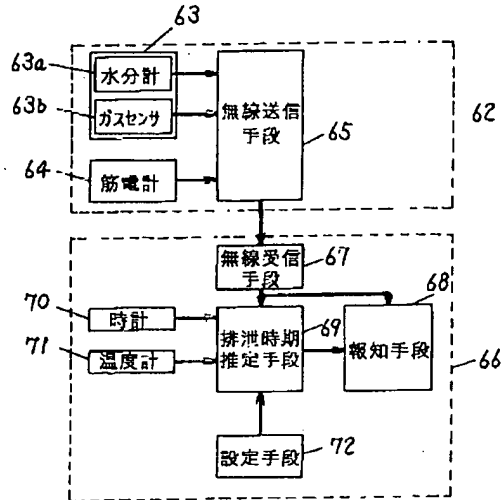 63
63a
水分計
63b
ガスセンサ
64
筋電計
無線送信
手段
65
62
無線受信
手段
67
68
70
時計
71
温度計
排泄時期
推定手段
69
報知手段
66
設定手段
72